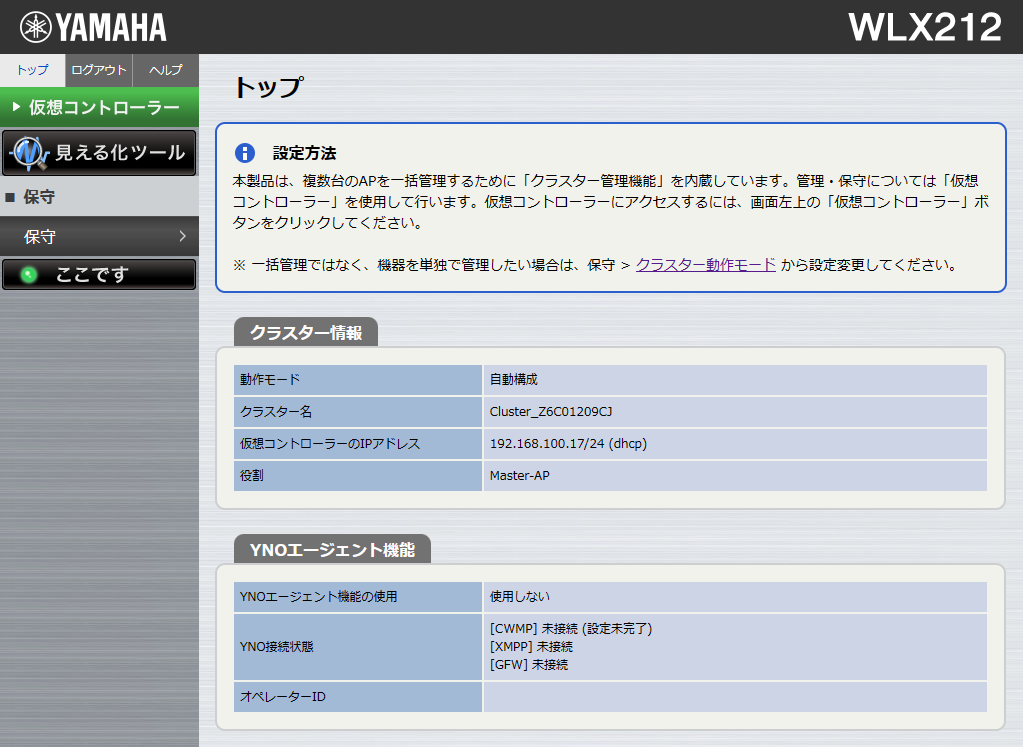 YAMAHA
WLX212
トップ ログアウト ヘルプ
仮想コントローラー
見える化ツール
保守
保守
ここです
トップ
設定方法
本製品は、複数台のAPを一括管理するために「クラスター管理機能」を内蔵しています。管理・保守については「仮想
コントローラー」を使用して行います。仮想コントローラーにアクセスするには、画面左上の「仮想コントローラー」ボ
タンをクリックしてください。
※ 一括管理ではなく、機器を単独で管理したい場合は、保守 > クラスター動作モード から設定変更してください。
クラスター情報
動作モード 自動構成
クラスター名 Cluster_Z6C01209CJ
仮想コントローラーのIPアドレス 192.168.100.17/24 (dhcp)
役割 Master-AP
YNOエージェント機能
YNOエージェント機能の使用 使用しない
YNO接続状態
[CWMP] 未接続 (設定未完了)
[XMPP] 未接続
[GFW] 未接続
オペレーターID